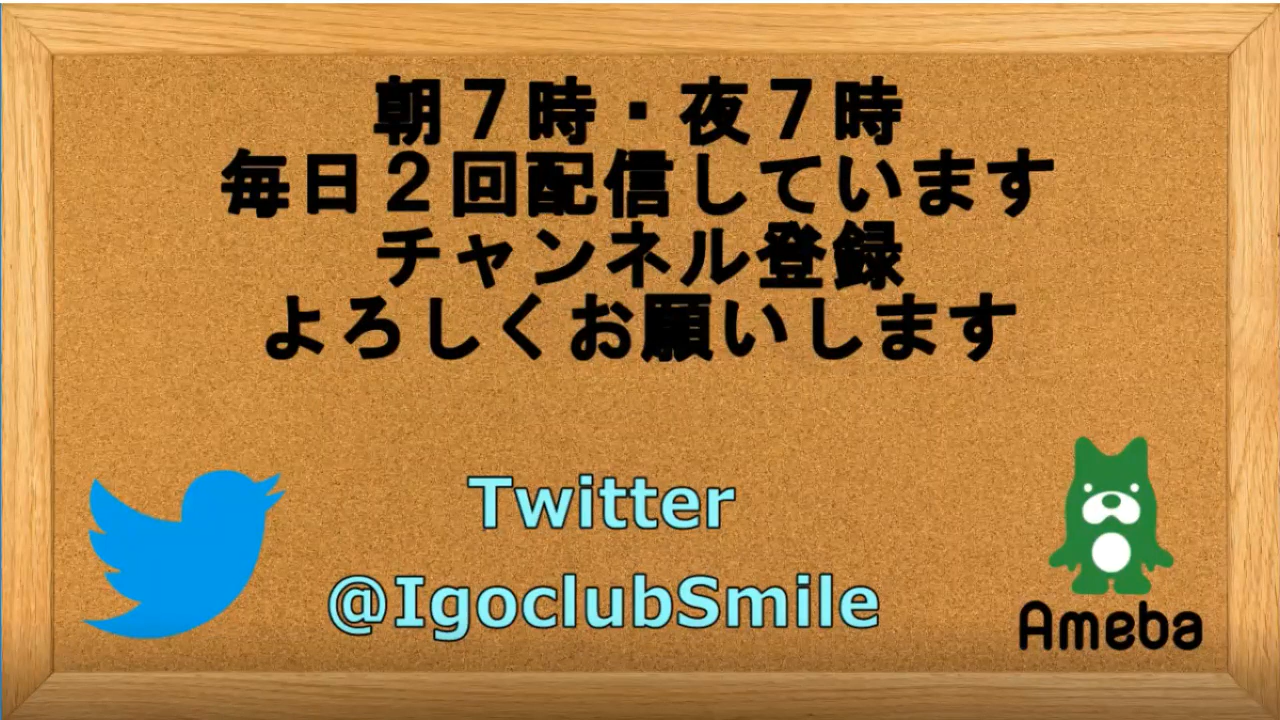 朝７時・夜７時
毎日２回配信しています
チャンネル登録
よろしくお願いします
Twitter
@IgoclubSmile
Ameba